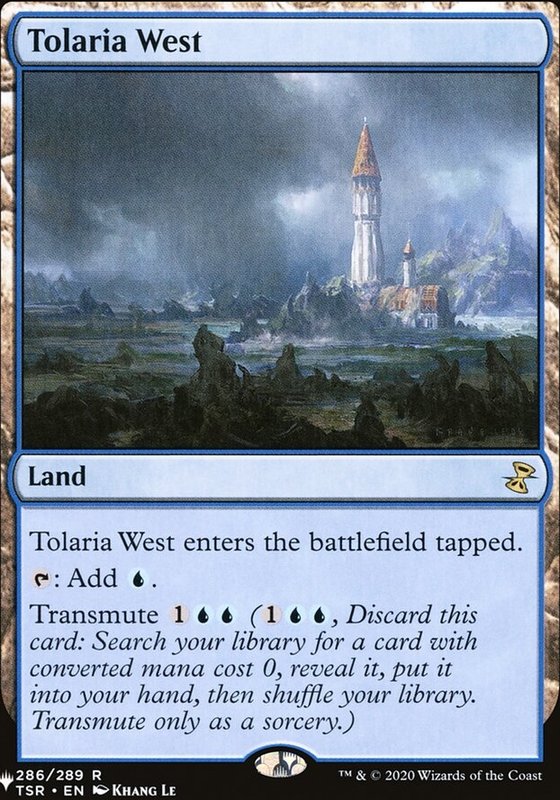 Tolaria West
Land
Tolaria West enters the battlefield tapped.
: Add .
Transmute 1 (1, Discard this
card: Search your library for a card with
converted mana cost 0, reveal it, put it
into your hand, then shuffle your library.
Transmute only as a sorcery.)
286/289 R
TSR • EN Khang Le
™ & © 2020 Wizards of the Coast